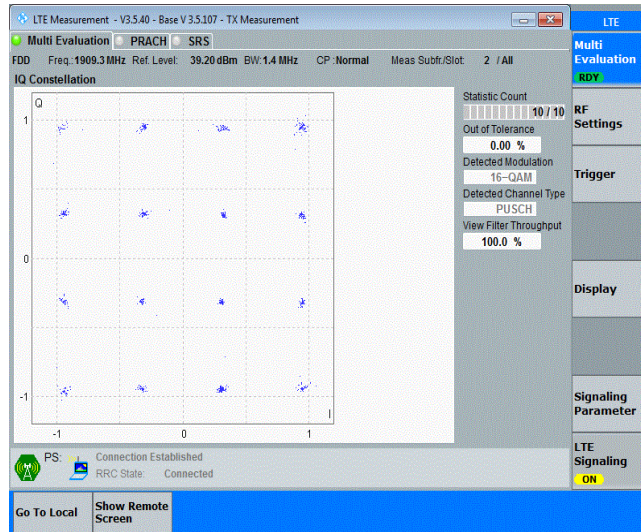 LTE Measurement - V3.5.40 - Base V 3.5.107 - TX Measurement
LTE
Multi Evaluation PRACH SRS
Multi
Evaluation
RDY
FDD Freq.: 1909.3 MHz Ref. Level: 39.20 dBm BW: 1.4 MHz CP : Normal Meas Subfr./Slot: 2 / All
IQ Constellation
Q
1
0
-1
-1
0
1
I
Statistic Count
10 / 10
Out of Tolerance
0.00 %
Detected Modulation
16-QAM
Detected Channel Type
PUSCH
View Filter Throughput
100.0 %
RF
Settings
Trigger
Display
Signaling
Parameter
LTE
Signaling
ON
PS:
Connection Established
RRC State: Connected
Go To Local
Show Remote
Screen